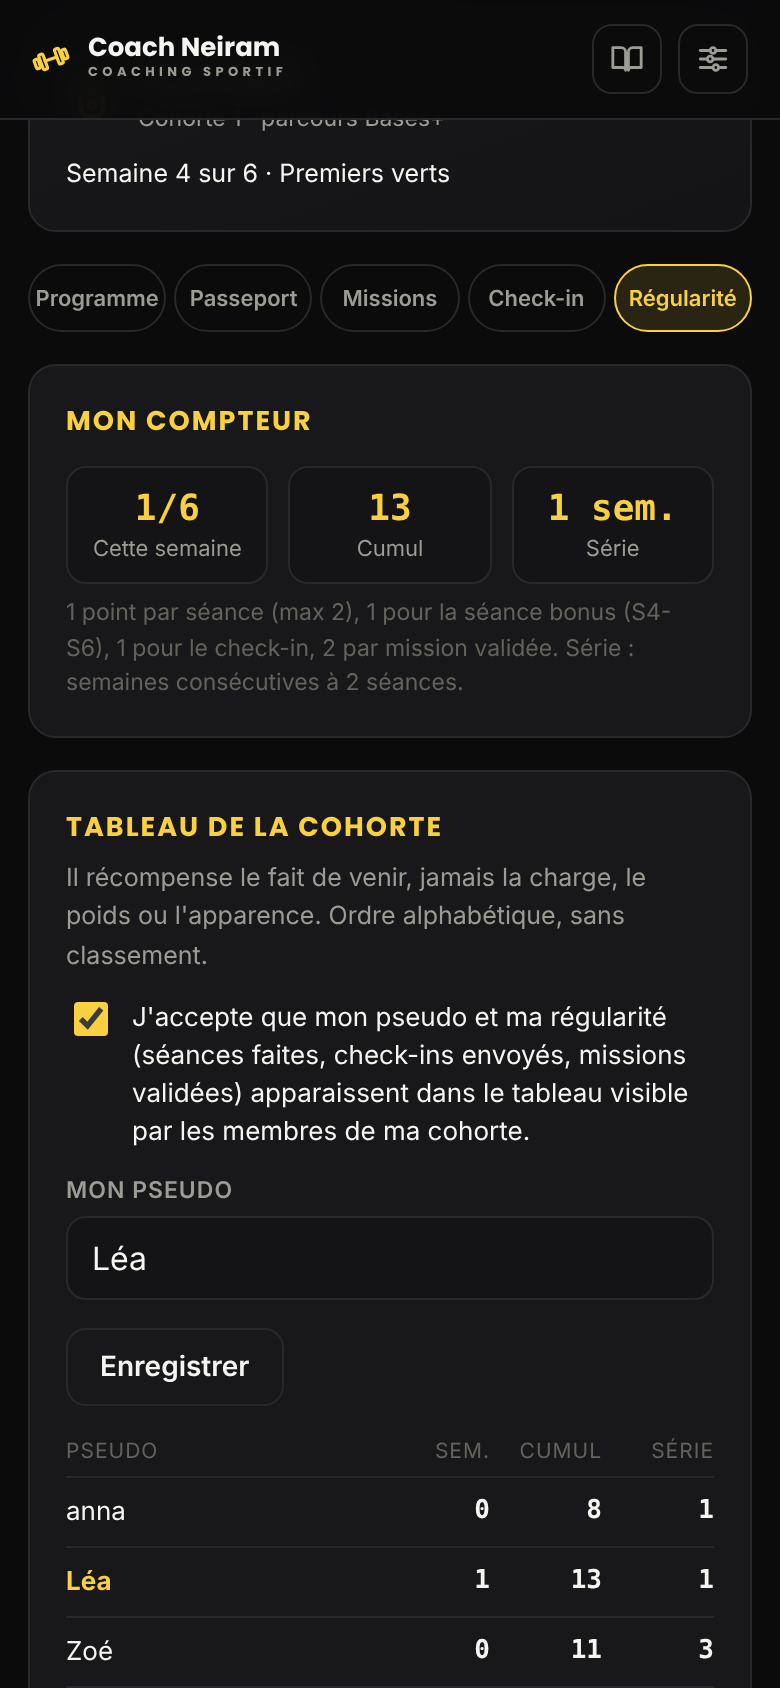 Coach Neiram
COACHING SPORTIF
Cohorte 1 parcours Bases+
Semaine 4 sur 6 · Premiers verts
Programme Passeport Missions Check-in Régularité
MON COMPTEUR
1/6 13 1 sem.
Cette semaine Cumul Série
1 point par séance (max 2), 1 pour la séance bonus (S4-
S6), 1 pour le check-in, 2 par mission validée. Série :
semaines consécutives à 2 séances.
TABLEAU DE LA COHORTE
Il récompense le fait de venir, jamais la charge, le
poids ou l'apparence. Ordre alphabétique, sans
classement.
J'accepte que mon pseudo et ma régularité
(séances faites, check-ins envoyés, missions
validées) apparaissent dans le tableau visible
par les membres de ma cohorte.
MON PSEUDO
Léa
Enregistrer
PSEUDO SEM. CUMUL SÉRIE
anna 0 8 1
Léa 1 13 1
Zoé 0 11 3